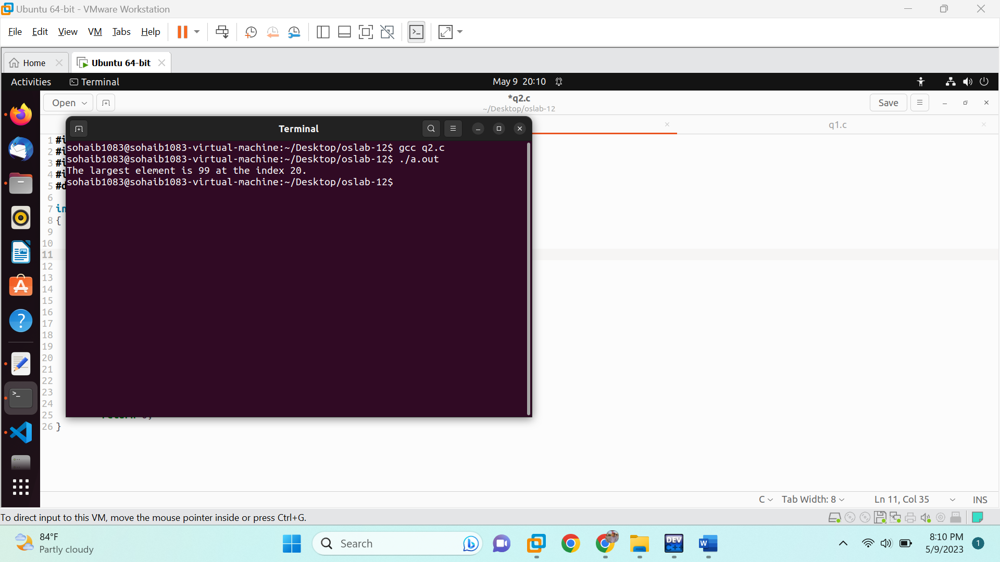 Ubuntu 64-bit - VMware Workstation
File Edit View VM Tabs Help
Home
Ubuntu 64-bit
Activities
Terminal
May 9 20:10
Open
*q2.c
~/Desktop/oslab-12
Save
q1.c
Terminal
sohaib1083@sohaib1083-virtual-machine:~/Desktop/oslab-12$ gcc q2.c
sohaib1083@sohaib1083-virtual-machine:~/Desktop/oslab-12$ ./a.out
The largest element is 99 at the index 20.
sohaib1083@sohaib1083-virtual-machine:~/Desktop/oslab-12$
1 #i
2 #i
3 #i
4 #i
5 #d
6
7 in
8 {
9
10
11
12
13
14
15
16
17
18
19
20
21
22
23
24
25
26 }
C
Tab Width: 8
Ln 11, Col 35
INS
To direct input to this VM, move the mouse pointer inside or press Ctrl+G.
84°F
Partly cloudy
Search
DEV
C++
W
8:10 PM
5/9/2023
1